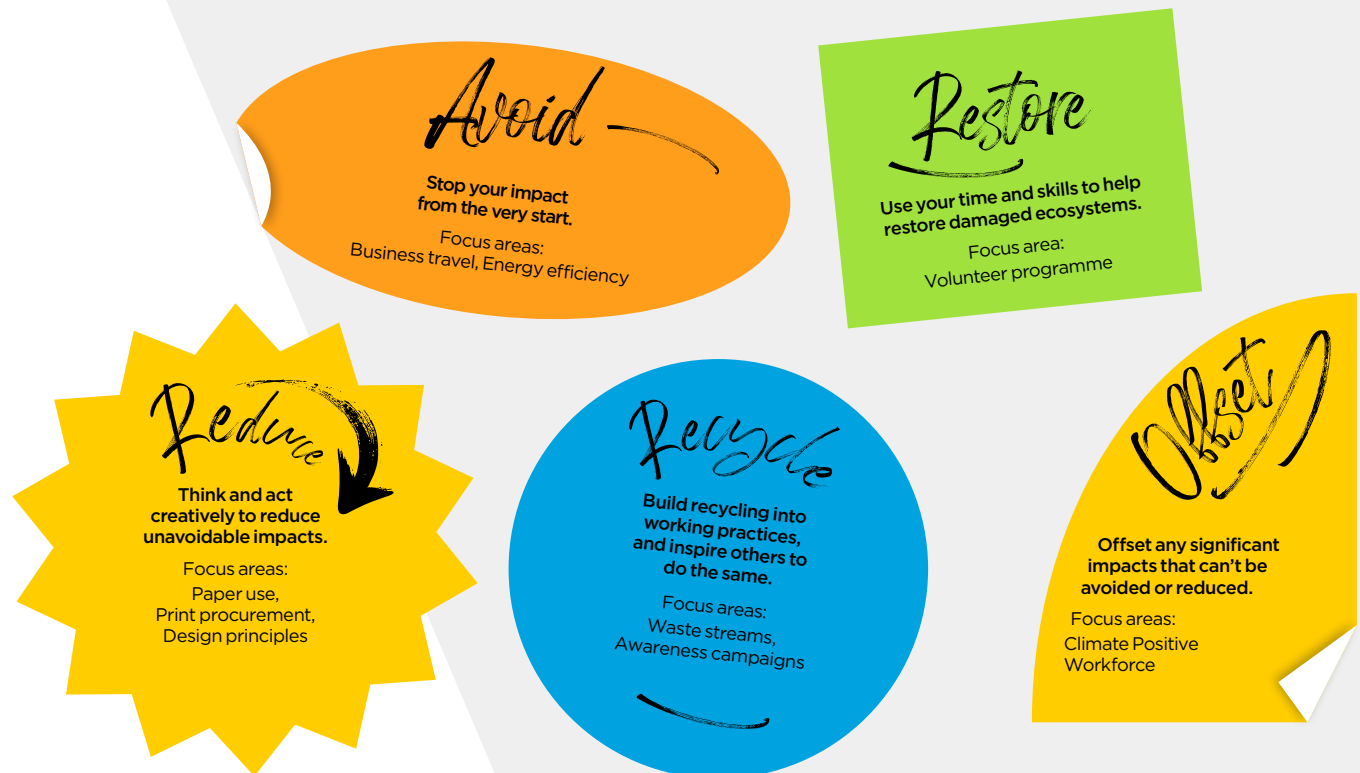 Avoid
Stop your impact
from the very start.
Focus areas:
Business travel, Energy efficiency
Restore
Use your time and skills to help
restore damaged ecosystems.
Focus area:
Volunteer programme
Reduce
Think and act
creatively to reduce
unavoidable impacts.
Focus areas:
Paper use,
Print procurement,
Design principles
Recycle
Build recycling into
working practices,
and inspire others to
do the same.
Focus areas:
Waste streams,
Awareness campaigns
Offset
Offset any significant
impacts that can’t be
avoided or reduced.
Focus areas:
Climate Positive
Workforce